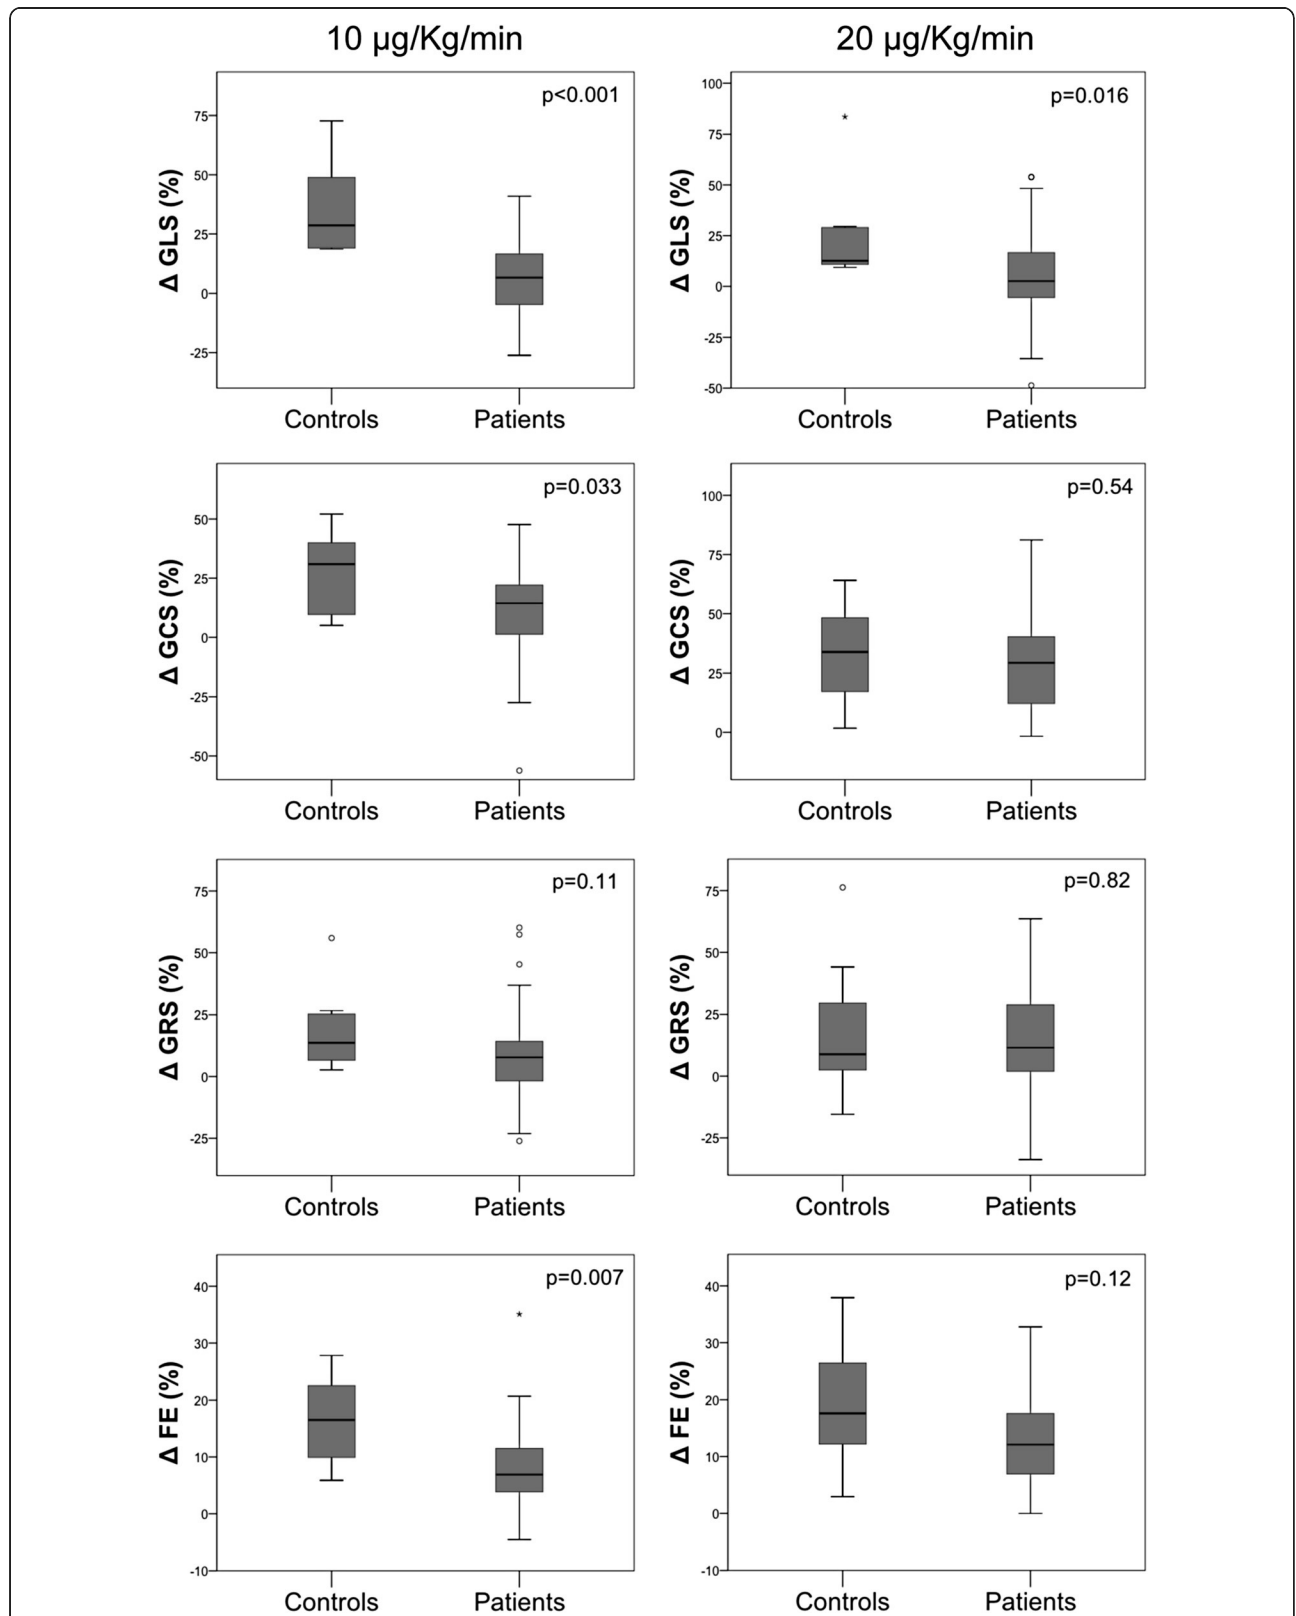 10 µg/Kg/min 20 µg/Kg/min
p<0.001
75
50
25
0
-25
Δ GLS (%)
Controls Patients
p=0.016
100
75
50
25
0
-25
-50
Δ GLS (%)
Controls Patients
p=0.033
50
25
0
-25
-50
Δ GCS (%)
Controls Patients
p=0.54
100
75
50
25
0
Δ GCS (%)
Controls Patients
p=0.11
75
50
25
0
-25
Δ GRS (%)
Controls Patients
p=0.82
75
50
25
0
-25
Δ GRS (%)
Controls Patients
p=0.007
40
30
20
10
0
-10
Δ FE (%)
Controls Patients
p=0.12
40
30
20
10
0
-10
Δ FE (%)
Controls Patients